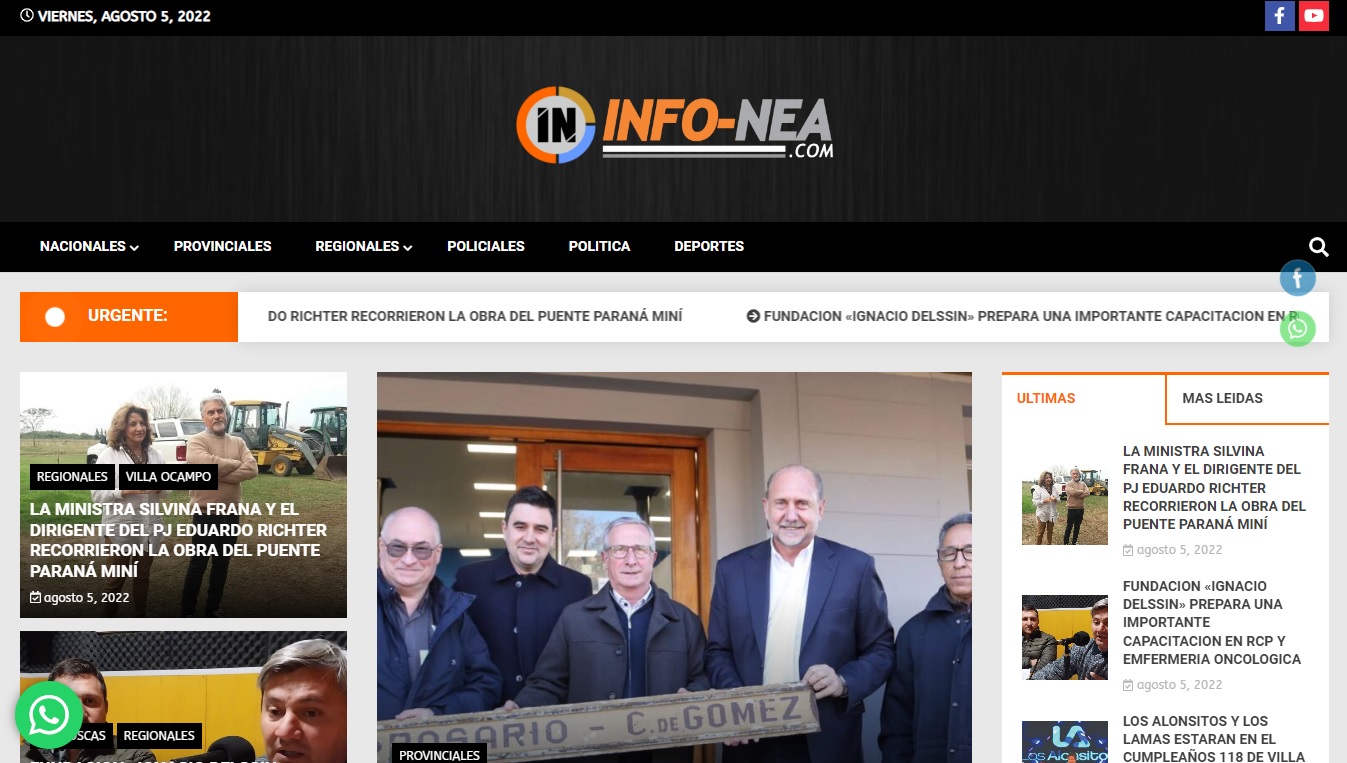 VIERNES, AGOSTO 5, 2022
IN INFO-NEA
.COM
NACIONALES PROVINCIALES REGIONALES POLICIALES POLITICA DEPORTES
URGENTE:
DO RICHTER RECORRIERON LA OBRA DEL PUENTE PARANÁ MINÍ
FUNDACION «IGNACIO DELSSIN» PREPARA UNA IMPORTANTE CAPACITACION EN R
REGIONALES VILLA OCAMPO
LA MINISTRA SILVINA FRANA Y EL
DIRIGENTE DEL PJ EDUARDO RICHTER
RECORRIERON LA OBRA DEL PUENTE
PARANÁ MINÍ
agosto 5, 2022
SCAS REGIONALES
ROSARIO - C. DE GOMEZ
PROVINCIALES
ULTIMAS
MAS LEIDAS
LA MINISTRA SILVINA
FRANA Y EL DIRIGENTE DEL
PJ EDUARDO RICHTER
RECORRIERON LA OBRA DEL
PUENTE PARANÁ MINÍ
agosto 5, 2022
FUNDACION «IGNACIO
DELSSIN» PREPARA UNA
IMPORTANTE
CAPACITACION EN RCP Y
EMFERMERIA ONCOLOGICA
agosto 5, 2022
LA
Los Alonsito
LOS ALONSITOS Y LOS
LAMAS ESTARAN EN EL
CUMPLEAÑOS 118 DE VILLA